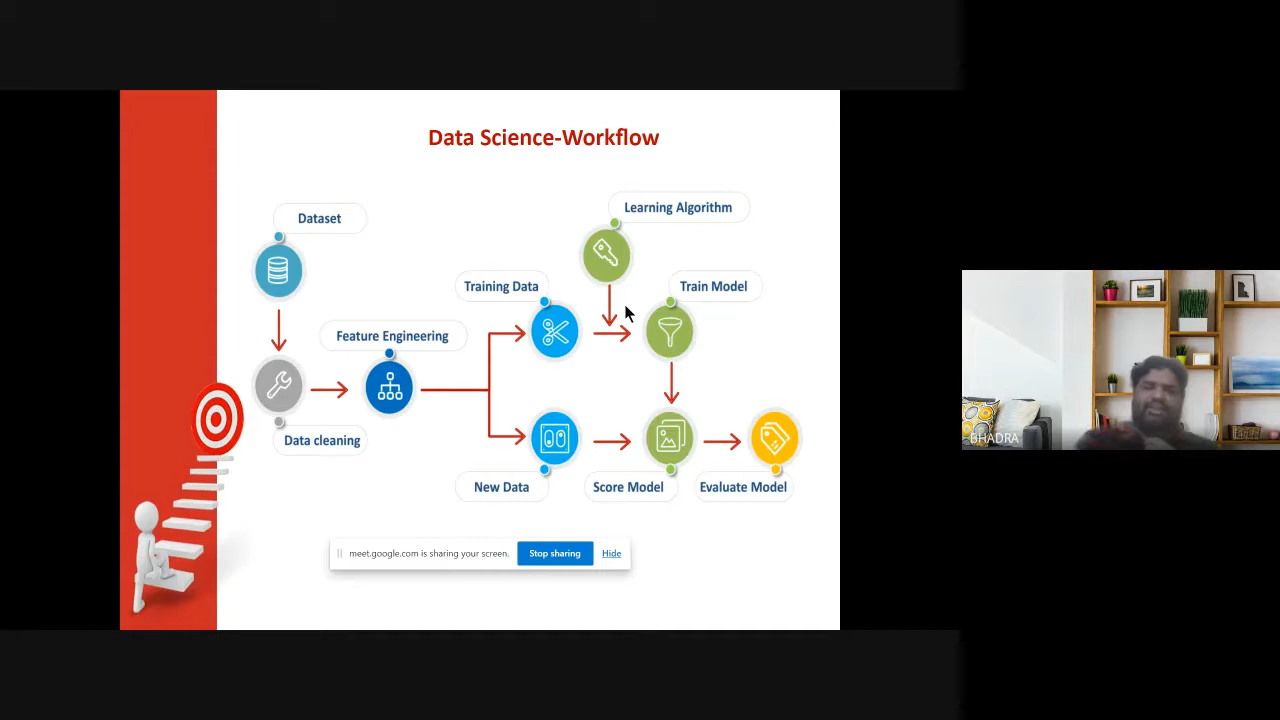 Data Science-Workflow
Learning Algorithm
Dataset
Training Data
Train Model
Feature Engineering
Data cleaning
New Data
Score Model
Evaluate Model
meet.google.com is sharing your screen.
Stop sharing
Hide
BHADRA